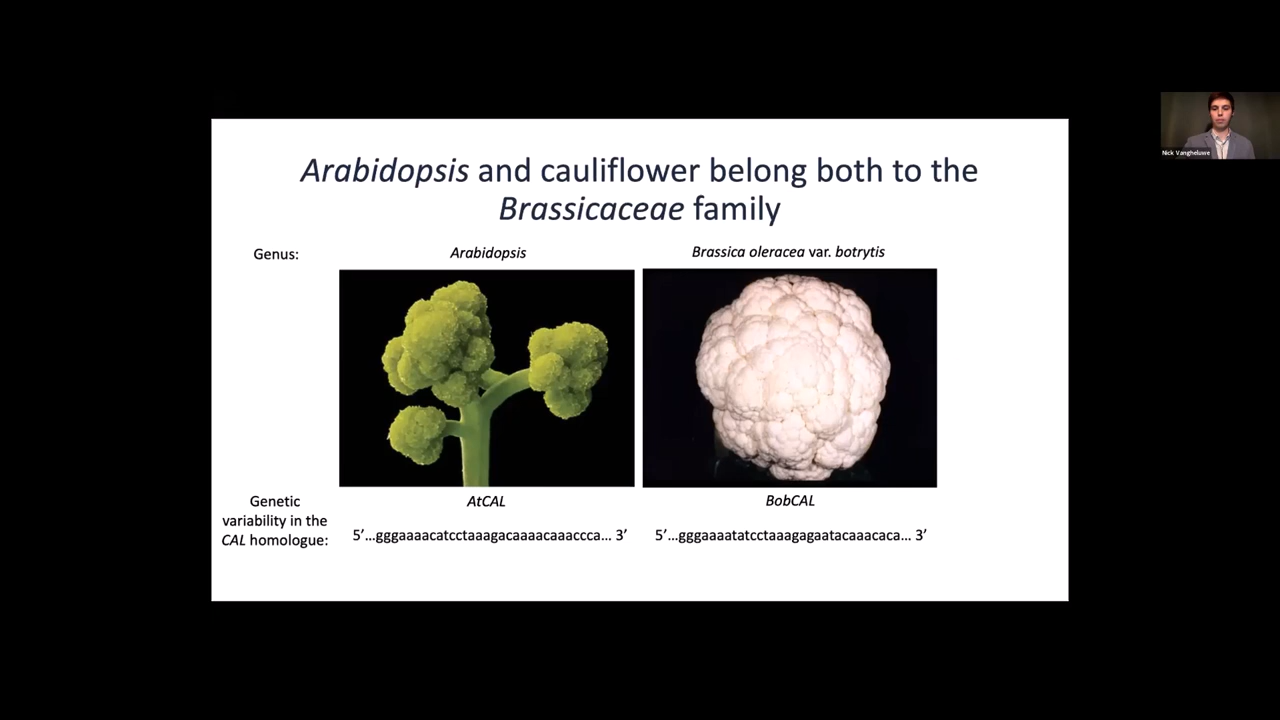 Arabidopsis and cauliflower belong both to the
Brassicaceae family
Genus:
Arabidopsis
Brassica oleracea var. botrytis
Genetic
variability in the
CAL homologue:
AtCAL
BobCAL
5’…gggaaaacatcctaaagacaaaacaaaccca… 3’
5’…gggaaaatatcctaaagagaatacaaacaca… 3’
Nick Vangheluwe